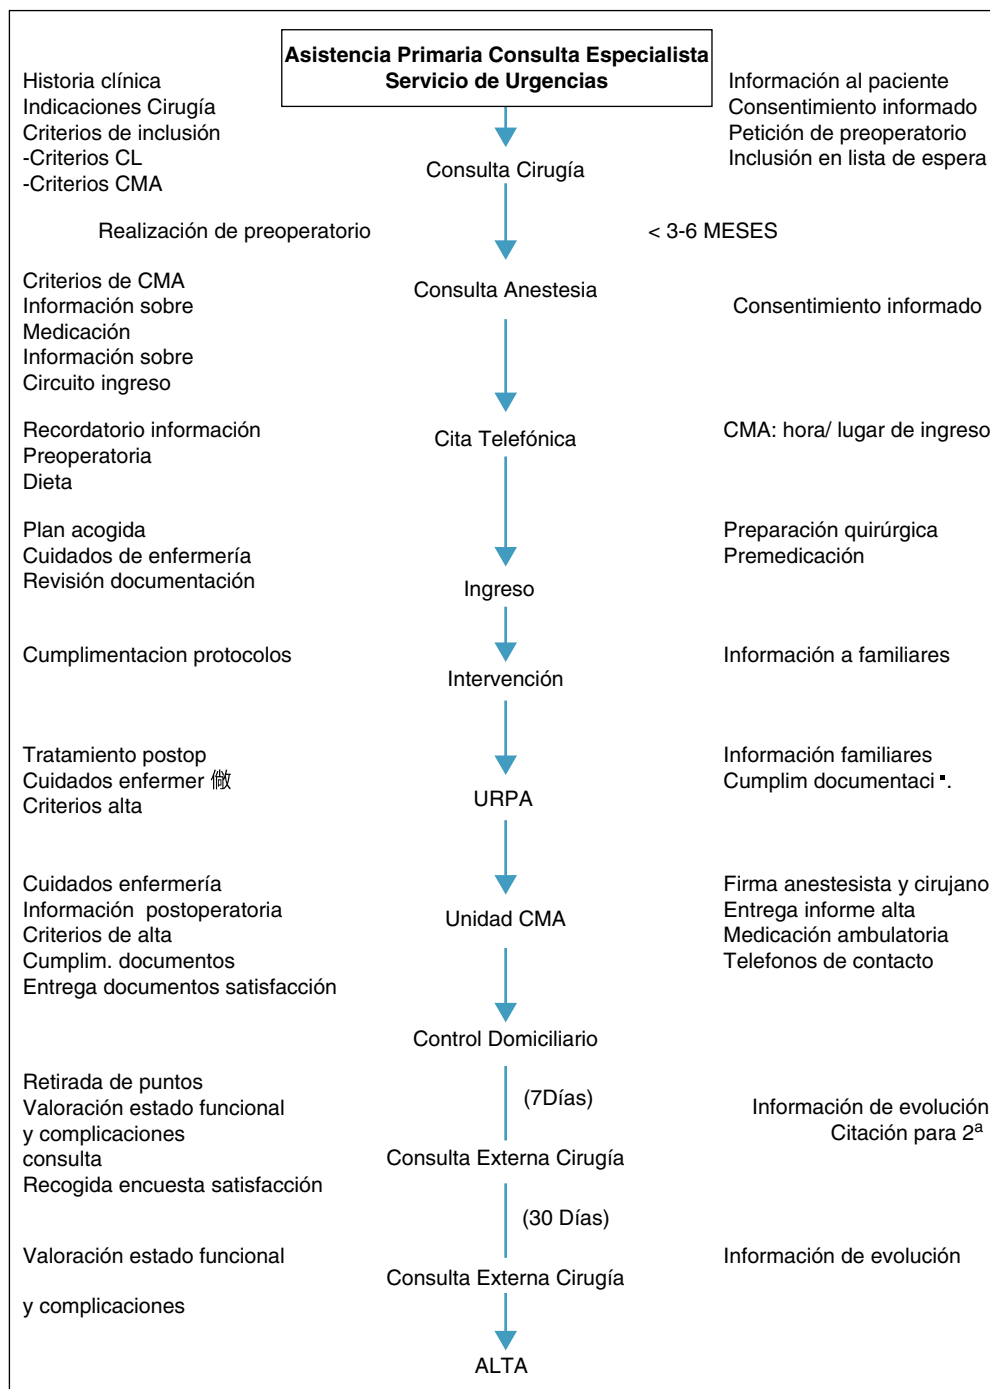 Asistencia Primaria Consulta Especialista
Servicio de Urgencias
Historia clínica
Indicaciones Cirugía
Criterios de inclusión
-Criterios CL
-Criterios CMA
Información al paciente
Consentimiento informado
Petición de preoperatorio
Inclusión en lista de espera
Consulta Cirugía
Realización de preoperatorio
< 3-6 MESES
Criterios de CMA
Información sobre
Medicación
Información sobre
Circuito ingreso
Consulta Anestesia
Consentimiento informado
Recordatorio información
Preoperatoria
Dieta
Cita Telefónica
CMA: hora/ lugar de ingreso
Plan acogida
Cuidados de enfermería
Revisión documentación
Ingreso
Preparación quirúrgica
Premedicación
Cumplimentacion protocolos
Intervención
Información a familiares
Tratamiento postop
Cuidados enfermer 僌
Criterios alta
URPA
Información familiares
Cumplim documentaci ▪.
Cuidados enfermería
Información postoperatoria
Criterios de alta
Cumplim. documentos
Entrega documentos satisfacción
Unidad CMA
Firma anestesista y cirujano
Entrega informe alta
Medicación ambulatoria
Telefonos de contacto
Control Domiciliario
Retirada de puntos
Valoración estado funcional
y complicaciones
consulta
Recogida encuesta satisfacción
(7Días)
Información de evolución
Citación para 2ª
Consulta Externa Cirugía
(30 Días)
Valoración estado funcional
y complicaciones
Información de evolución
Consulta Externa Cirugía
ALTA